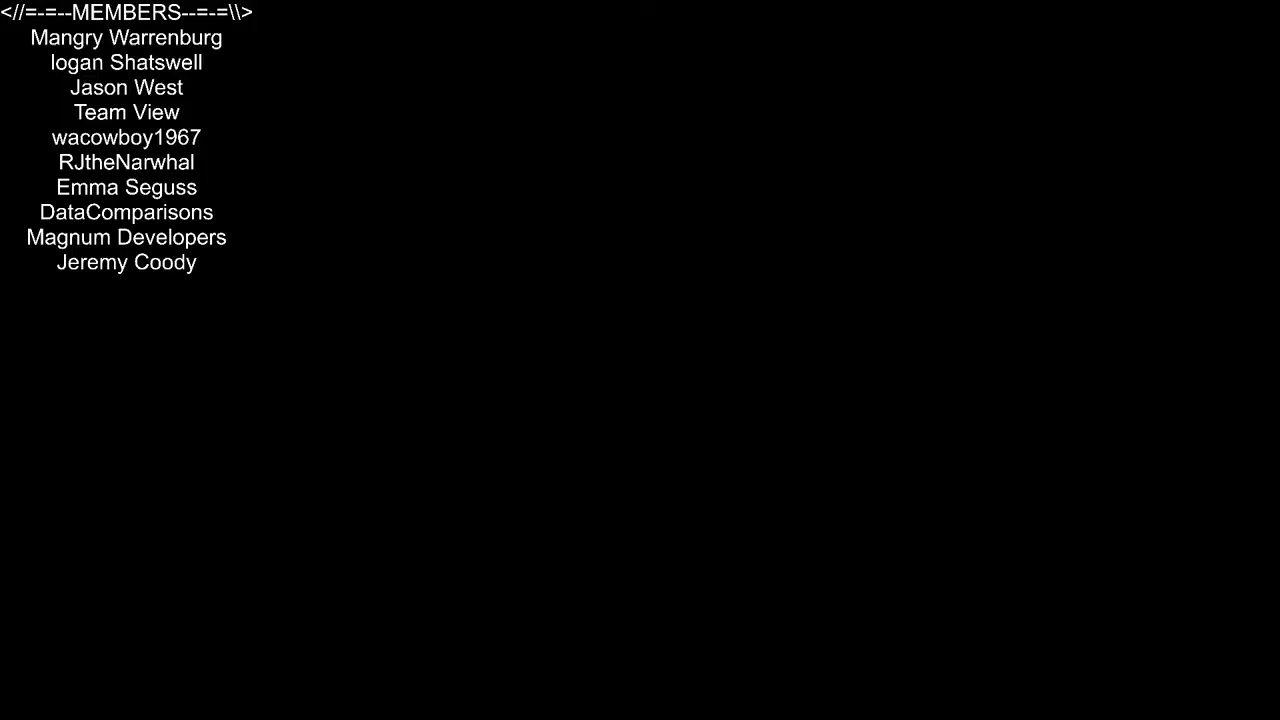 <//=-=--MEMBERS--=-=\\>
Mangry Warrenburg
logan Shatswell
Jason West
Team View
wacowboy1967
RJtheNarwhal
Emma Seguss
DataComparisons
Magnum Developers
Jeremy Coody